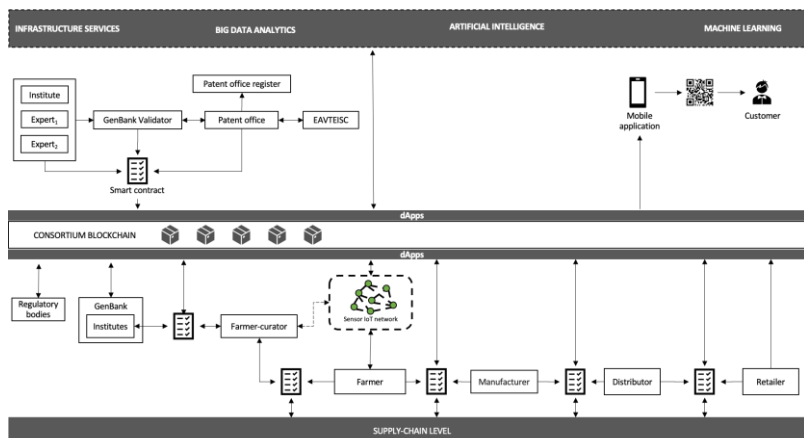 INFRASTRUCTURE SERVICES
BIG DATA ANALYTICS
ARTIFICIAL INTELLIGENCE
MACHINE LEARNING
Patent office register
Institute
Expert1
Expert2
GenBank Validator
Patent office
EAVTEISC
Smart contract
Mobile
application
Customer
dApps
CONSORTIUM BLOCKCHAIN
dApps
Regulatory
bodies
GenBank
Institutes
Farmer-curator
Sensor IoT network
Farmer
Manufacturer
Distributor
Retailer
SUPPLY-CHAIN LEVEL